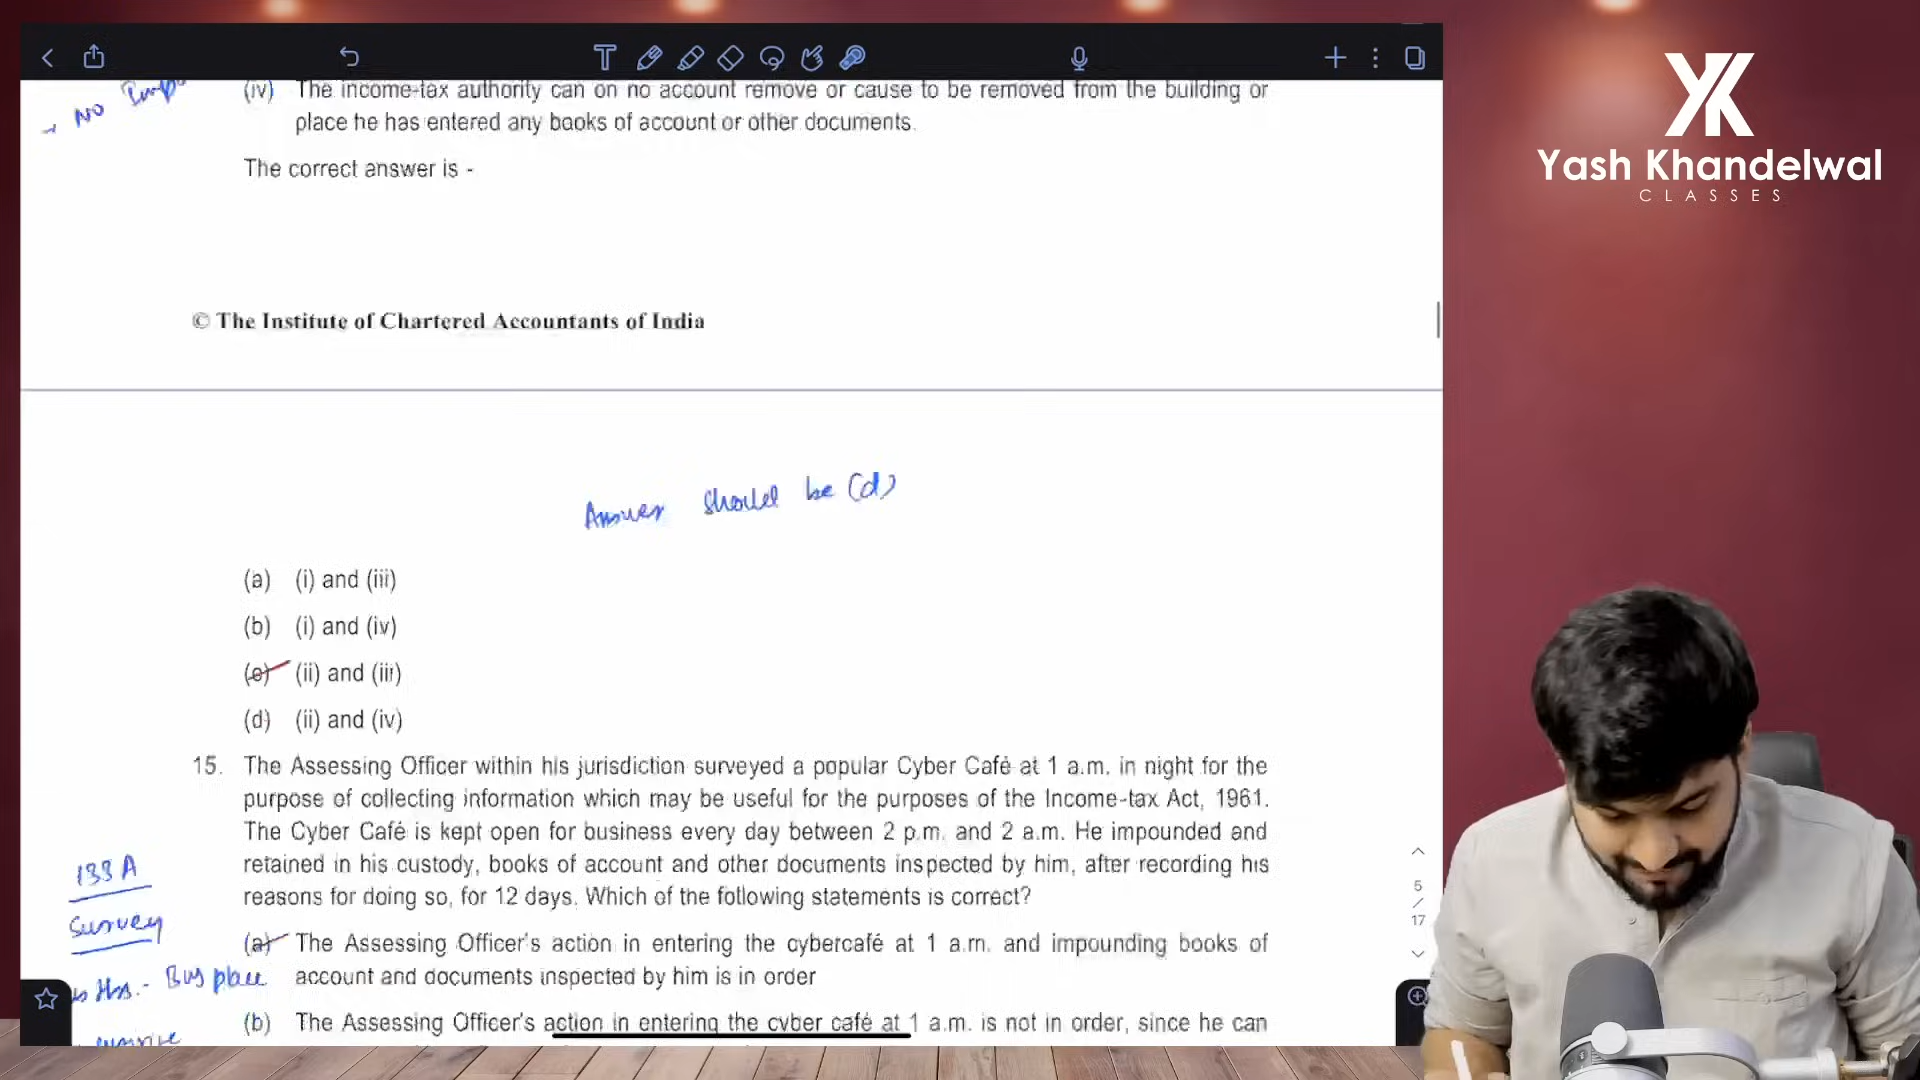 YK
Yash Khandelwal
CLASSES
No
(iv) The income-tax authority can on no account remove or cause to be removed from the building or
place he has entered any books of account or other documents.
The correct answer is -
© The Institute of Chartered Accountants of India
Answer should be (d)
(a) (i) and (iii)
(b) (i) and (iv)
(c) (ii) and (iii)
(d) (ii) and (iv)
15. The Assessing Officer within his jurisdiction surveyed a popular Cyber Café at 1 a.m. in night for the
purpose of collecting information which may be useful for the purposes of the Income-tax Act, 1961.
The Cyber Café is kept open for business every day between 2 p.m. and 2 a.m. He impounded and
retained in his custody, books of account and other documents inspected by him, after recording his
reasons for doing so, for 12 days. Which of the following statements is correct?
133A
Survey
(a) The Assessing Officer's action in entering the cybercafé at 1 a.m. and impounding books of
account and documents inspected by him is in order
Hrs.- Bus place
(b) The Assessing Officer's action in entering the cyber café at 1 a.m. is not in order, since he can
5
/
17